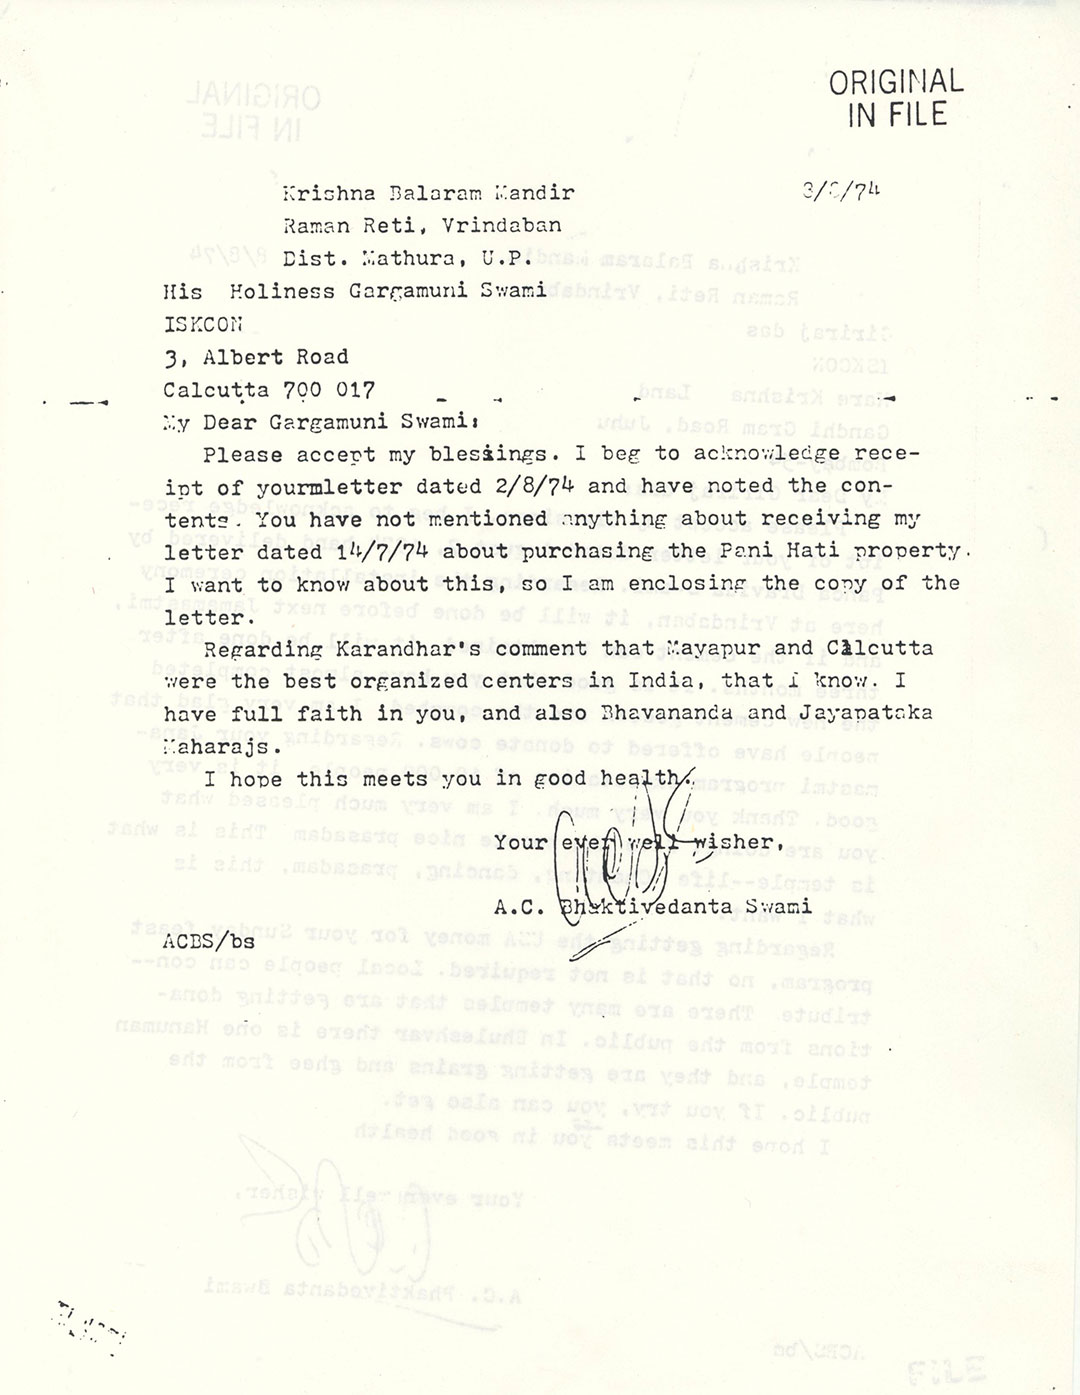 ORIGINAL
IN FILE
Krishna Balaram Mandir
Raman Reti, Vrindaban
Dist. Mathura, U.P.
His Holiness Gargamuni Swami
ISKCON
3, Albert Road
Calcutta 700 017
My Dear Gargamuni Swami:
Please accept my blesiings. I beg to acknowledge rece-
ipt of yourmletter dated 2/8/74 and have noted the con-
tents. You have not mentioned anything about receiving my
letter dated 14/7/74 about purchasing the Pani Hati property.
I want to know about this, so I am enclosing the copy of the
letter.
Regarding Karandhar's comment that Mayapur and Calcutta
were the best organized centers in India, that i know. I
have full faith in you, and also Bhavananda and Jayapataka
Maharajs.
I hope this meets you in good health.
Your ever well wisher,
A.C. Bhaktivedanta Swami
ACBS/bs